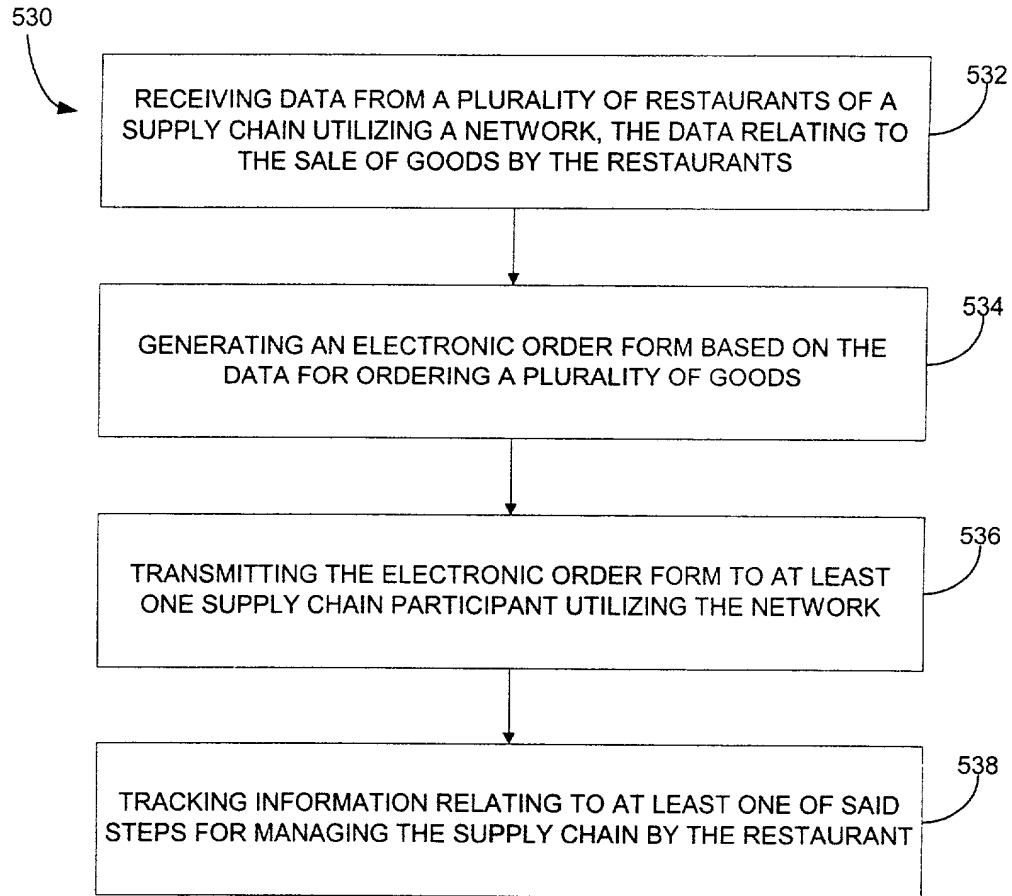 530
532
RECEIVING DATA FROM A PLURALITY OF RESTAURANTS OF A
SUPPLY CHAIN UTILIZING A NETWORK, THE DATA RELATING TO
THE SALE OF GOODS BY THE RESTAURANTS
534
GENERATING AN ELECTRONIC ORDER FORM BASED ON THE
DATA FOR ORDERING A PLURALITY OF GOODS
536
TRANSMITTING THE ELECTRONIC ORDER FORM TO AT LEAST
ONE SUPPLY CHAIN PARTICIPANT UTILIZING THE NETWORK
538
TRACKING INFORMATION RELATING TO AT LEAST ONE OF SAID
STEPS FOR MANAGING THE SUPPLY CHAIN BY THE RESTAURANT